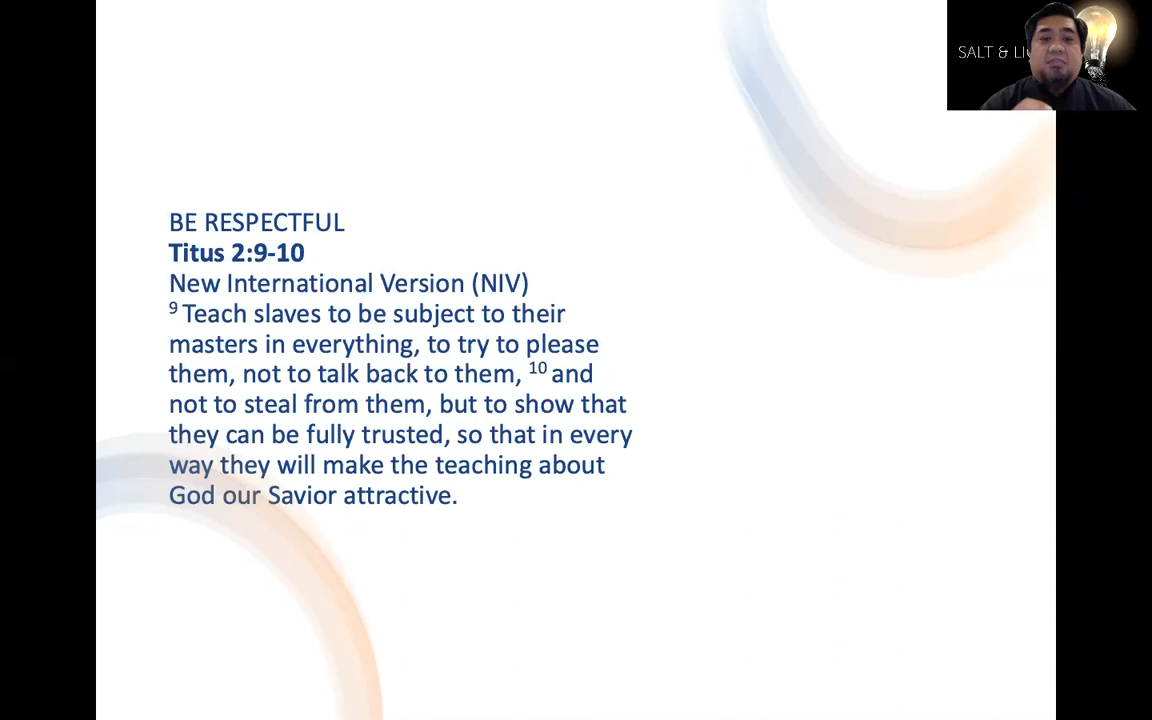 SALT & LI
BE RESPECTFUL
Titus 2:9-10
New International Version (NIV)
9 Teach slaves to be subject to their
masters in everything, to try to please
them, not to talk back to them, 10 and
not to steal from them, but to show that
they can be fully trusted, so that in every
way they will make the teaching about
God our Savior attractive.